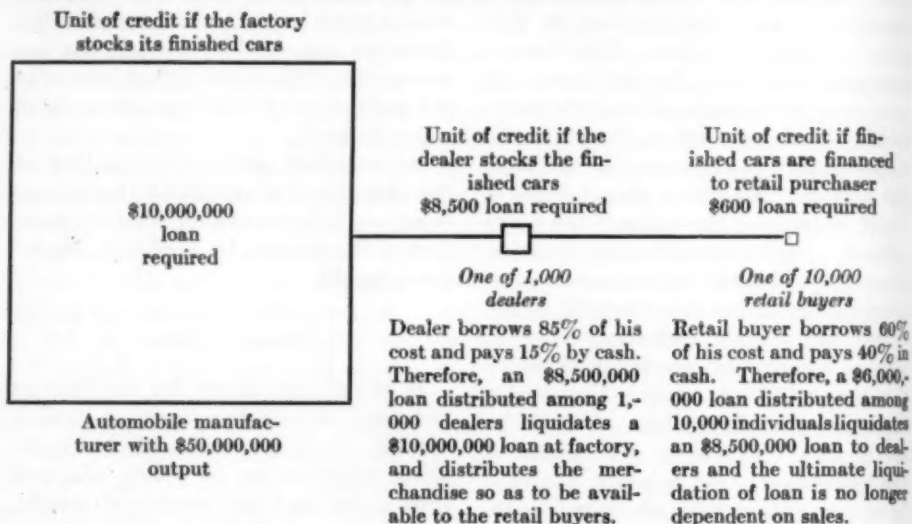 Unit of credit if the factory
stocks its finished cars
$10,000,000
loan
required
Automobile manufac-
turer with $50,000,000
output
Unit of credit if the
dealer stocks the fin-
ished cars
$8,500 loan required
One of 1,000
dealers
Dealer borrows 85% of his
cost and pays 15% by cash.
Therefore, an $8,500,000
loan distributed among 1,-
000 dealers liquidates a
$10,000,000 loan at factory,
and distributes the mer-
chandise so as to be avail-
able to the retail buyers.
Unit of credit if fin-
ished cars are financed
to retail purchaser
$600 loan required
One of 10,000
retail buyers
Retail buyer borrows 60%
of his cost and pays 40% in
cash. Therefore, a $6,000,-
000 loan distributed among
10,000 individuals liquidates
an $8,500,000 loan to deal-
ers and the ultimate liqui-
dation of loan is no longer
dependent on sales.